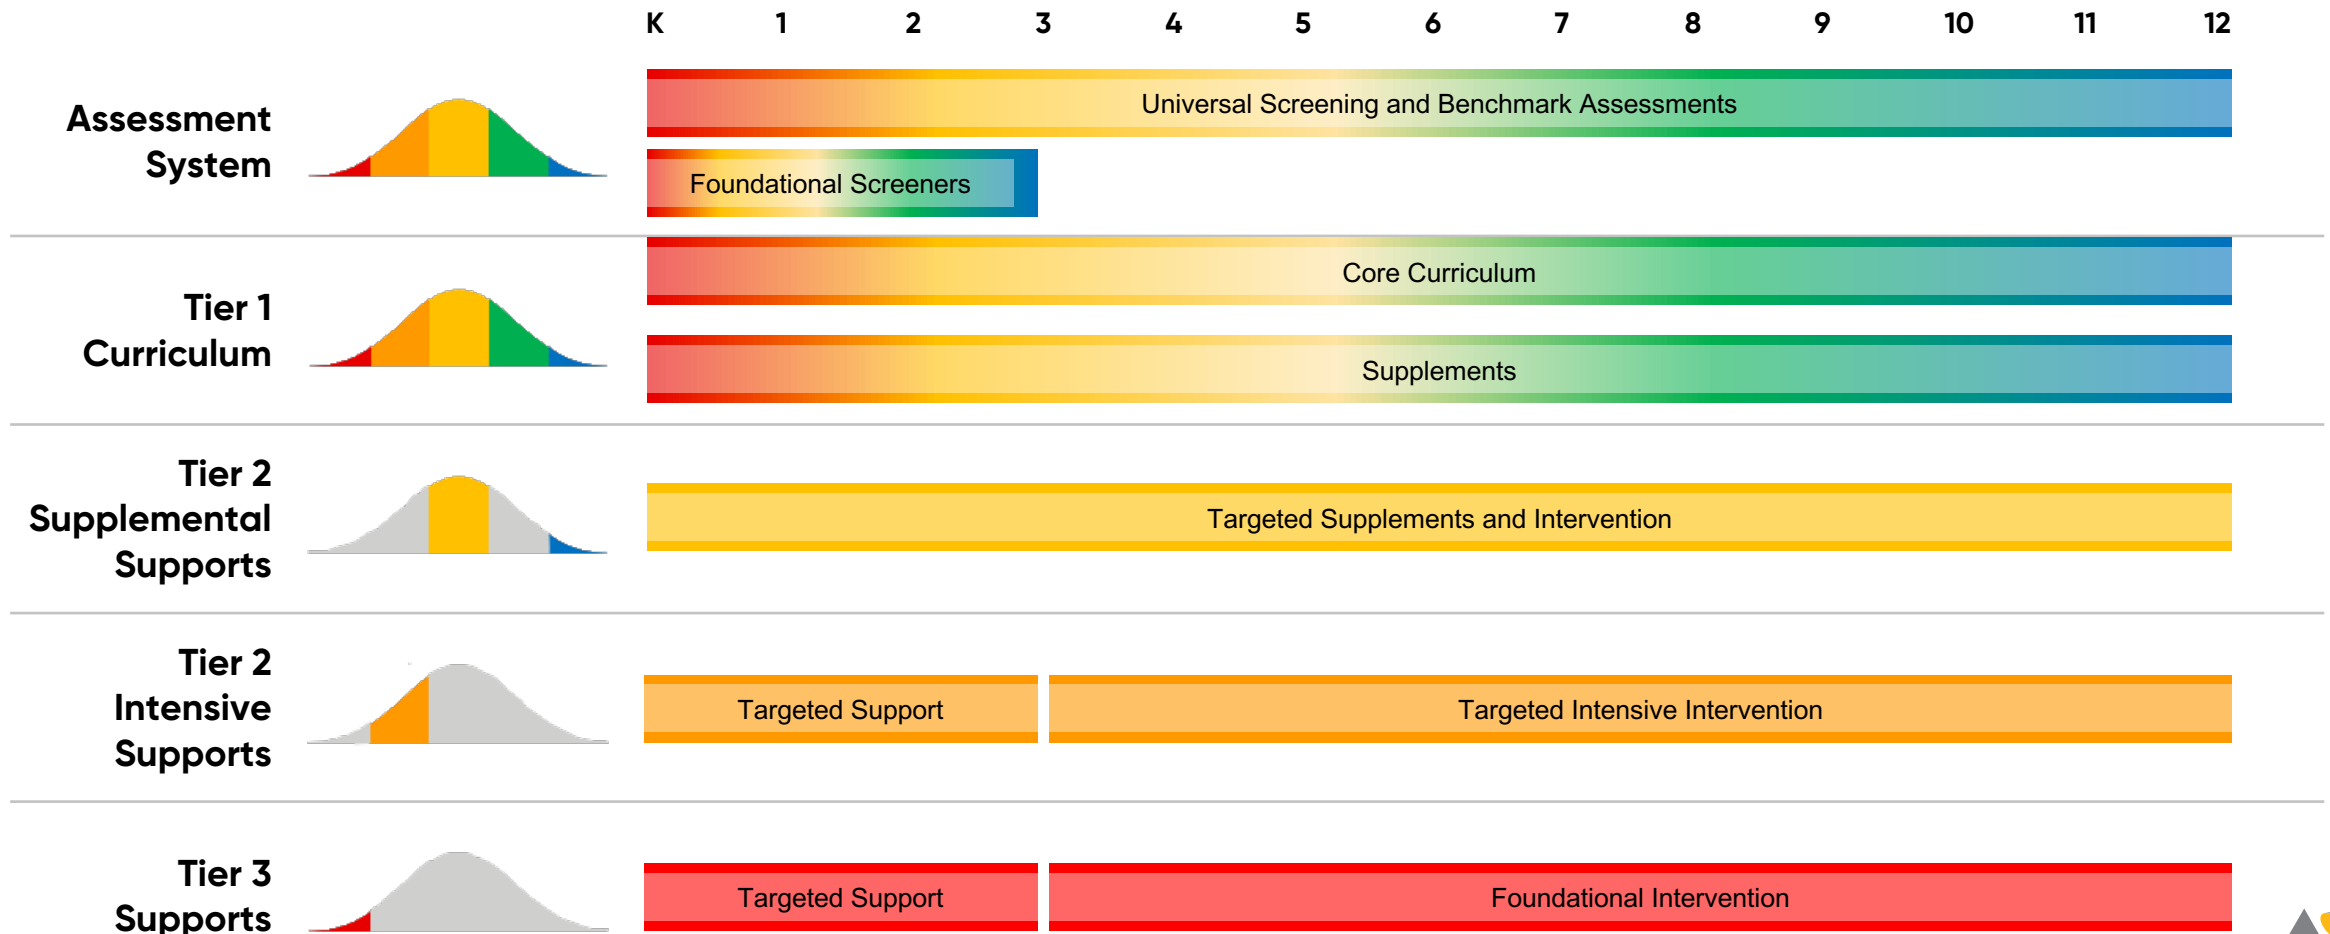 K 1 2 3 4 5 6 7 8 9 10 11 12
Assessment
System
Universal Screening and Benchmark Assessments
Foundational Screeners
Tier 1
Curriculum
Core Curriculum
Supplements
Tier 2
Supplemental
Supports
Targeted Supplements and Intervention
Tier 2
Intensive
Supports
Targeted Support
Targeted Intensive Intervention
Tier 3
Supports
Targeted Support
Foundational Intervention